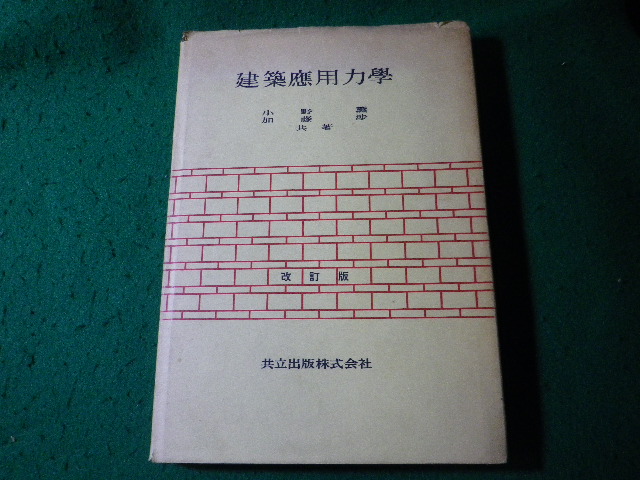 建築應用力學
小野薫
加藤渉
共著
改訂版
共立出版株式会社